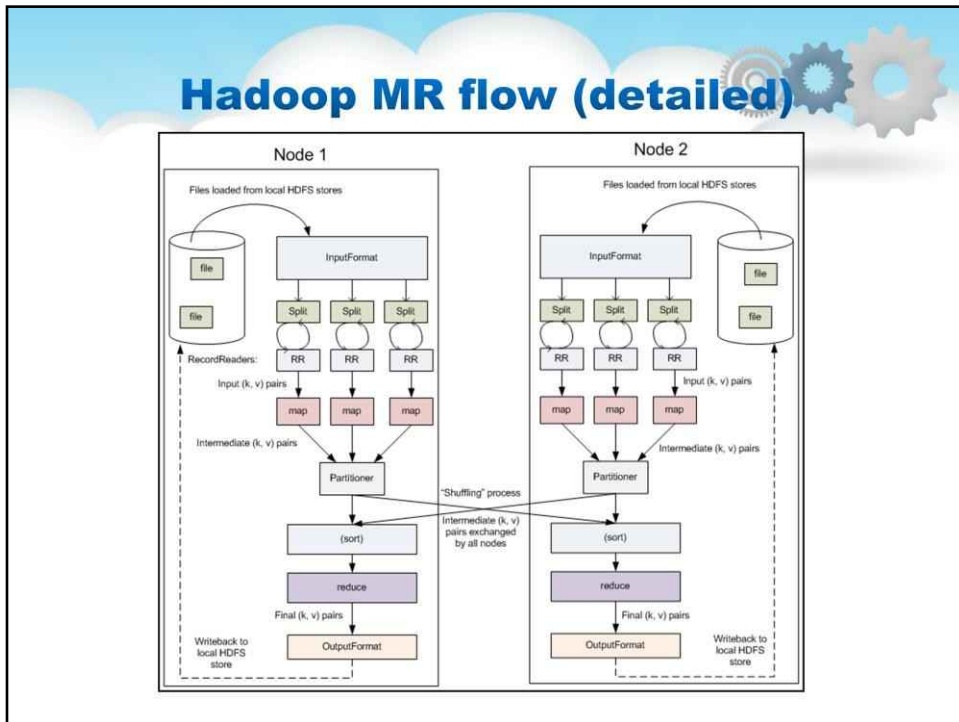 Hadoop MR flow (detailed)
Node 1
Files loaded from local HDFS stores
file
file
InputFormat
Split
Split
Split
RecordReaders:
RR
RR
RR
Input (k, v) pairs
map
map
map
Intermediate (k, v) pairs
Partitioner
(sort)
reduce
Final (k, v) pairs
Writeback to
local HDFS
store
OutputFormat
"Shuffling" process
Intermediate (k, v)
pairs exchanged
by all nodes
Node 2
Files loaded from local HDFS stores
InputFormat
file
file
Split
Split
Split
RR
RR
RR
Input (k, v) pairs
map
map
map
Intermediate (k, v) pairs
Partitioner
(sort)
reduce
Final (k, v) pairs
OutputFormat
Writeback to
local HDFS
store